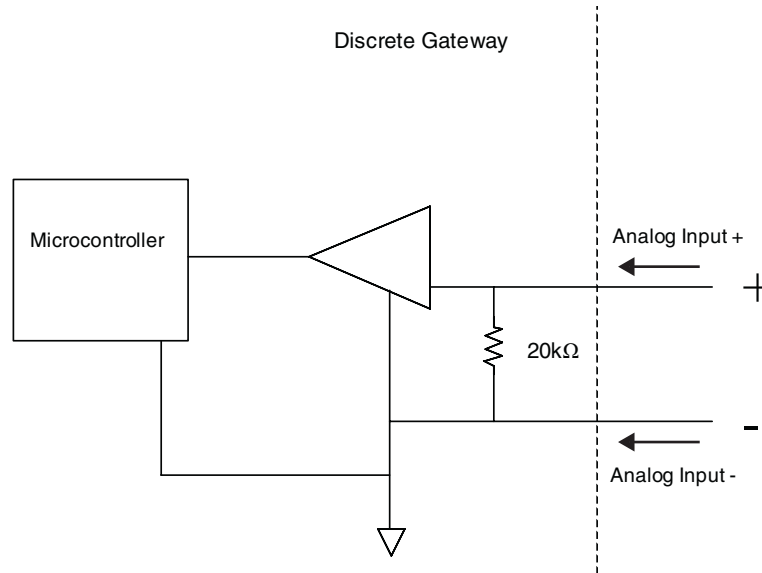 Discrete Gateway
Microcontroller
Analog Input +
+
20kΩ
-
Analog Input -